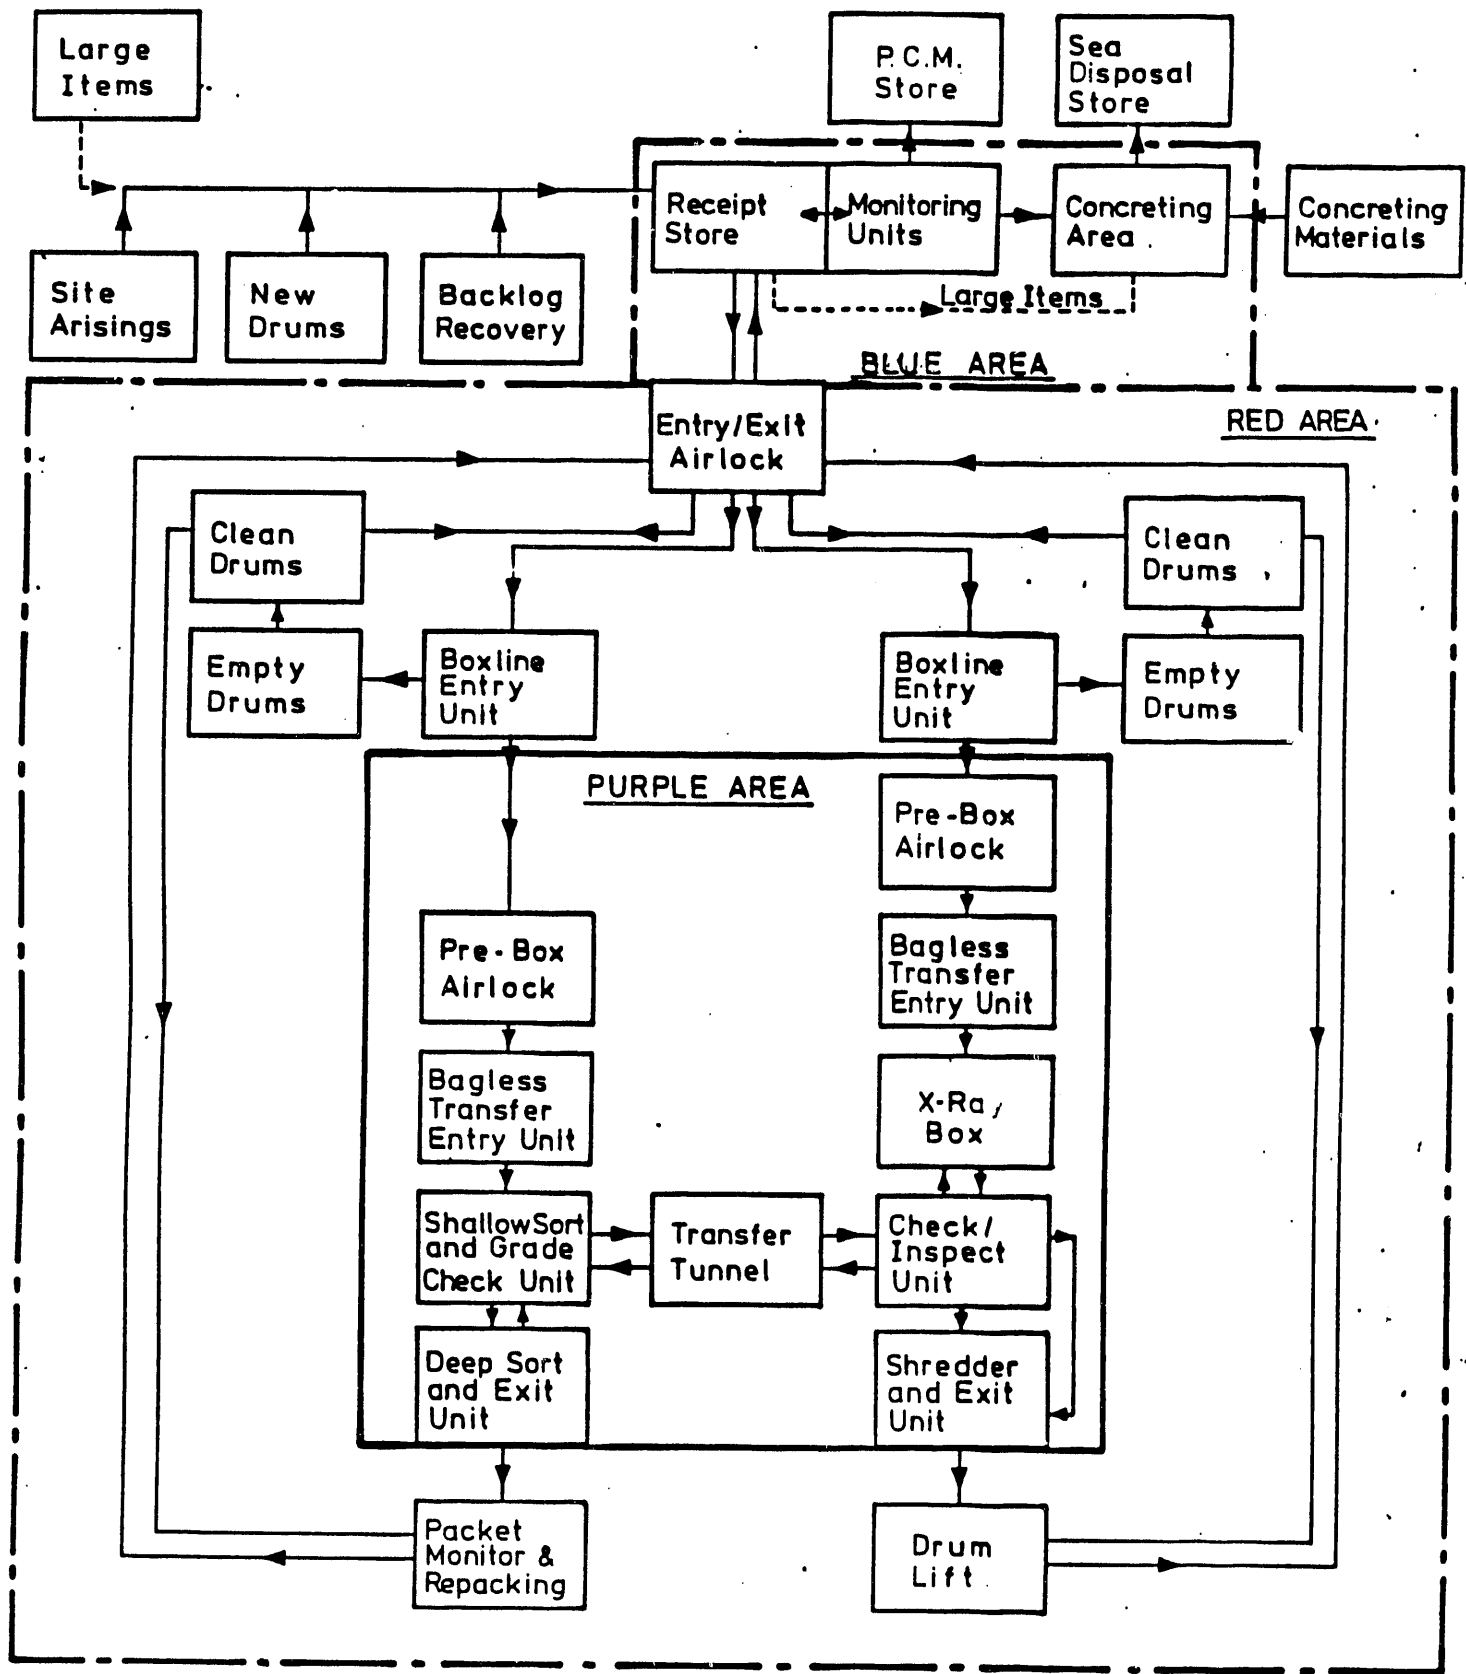 Large
Items
P.C.M.
Store
Sea
Disposal
Store
Receipt
Store
Monitoring
Units
Concreting
Area
Concreting
Materials
Site
Arisings
New
Drums
Backlog
Recovery
Large Items
BLUE AREA
RED AREA
Entry/Exit
Airlock
Clean
Drums
Clean
Drums
Empty
Drums
Boxline
Entry
Unit
Boxline
Entry
Unit
Empty
Drums
PURPLE AREA
Pre-Box
Airlock
Pre-Box
Airlock
Bagless
Transfer
Entry Unit
Bagless
Transfer
Entry Unit
X-Ra
Box
Shallow Sort
and Grade
Check Unit
Transfer
Tunnel
Check/
Inspect
Unit
Deep Sort
and Exit
Unit
Shredder
and Exit
Unit
Packet
Monitor &
Repacking
Drum
Lift